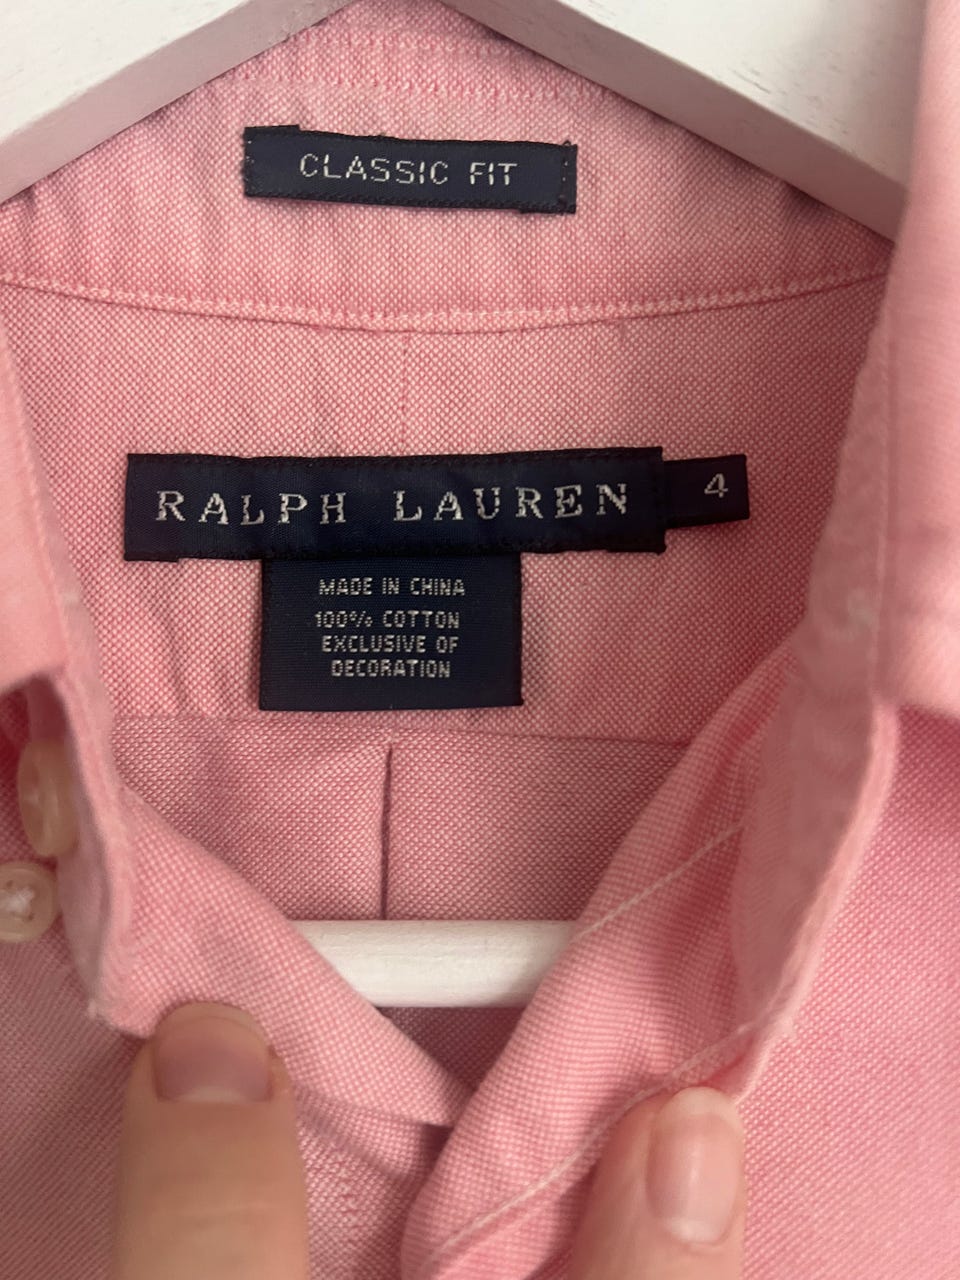 CLASSIC FIT
RALPH LAUREN
4
MADE IN CHINA
100% COTTON
EXCLUSIVE OF
DECORATION